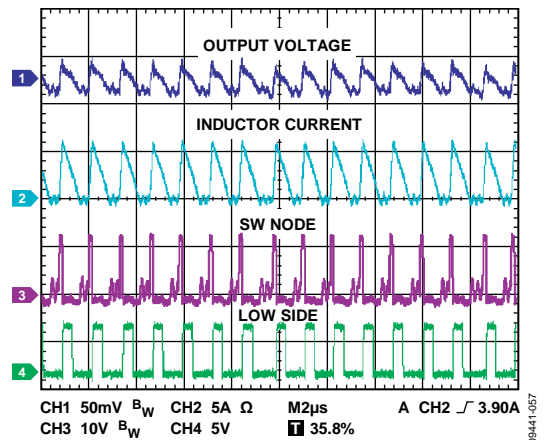 OUTPUT VOLTAGE
1
INDUCTOR CURRENT
2
SW NODE
3
LOW SIDE
4
CH1 50mV BW CH2 5A Ω M2µs A CH2 3.90A
CH3 10V BW CH4 5V T 35.8%
09441-057